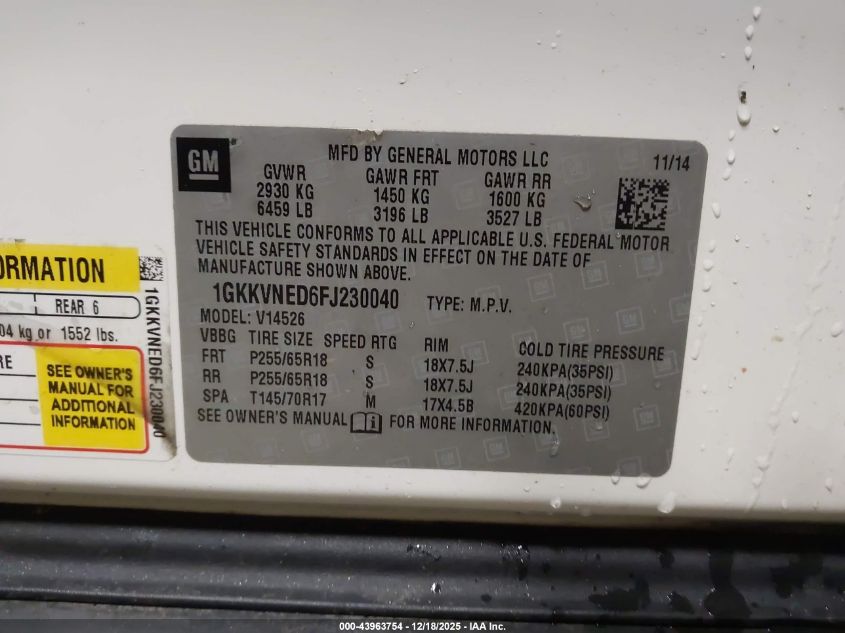 GM
MFD BY GENERAL MOTORS LLC
11/14
GVWR GAWR FRT GAWR RR
2930 KG 1450 KG 1600 KG
6459 LB 3196 LB 3527 LB
THIS VEHICLE CONFORMS TO ALL APPLICABLE U.S. FEDERAL MOTOR
VEHICLE SAFETY STANDARDS IN EFFECT ON THE DATE OF
MANUFACTURE SHOWN ABOVE.
1GKKVNED6FJ230040 TYPE: M.P.V.
MODEL: V14526
VBBG TIRE SIZE SPEED RTG RIM COLD TIRE PRESSURE
FRT P255/65R18 S 18X7.5J 240KPA(35PSI)
RR P255/65R18 S 18X7.5J 240KPA(35PSI)
SPA T145/70R17 M 17X4.5B 420KPA(60PSI)
SEE OWNER'S MANUAL FOR MORE INFORMATION.
ORMATION
REAR 6
04 kg or 1552 lbs.
RE
SEE OWNER'S
MANUAL FOR
ADDITIONAL
INFORMATION
1GKKVNED6FJ230040
000-43963754 - 12/18/2025 - IAA Inc.